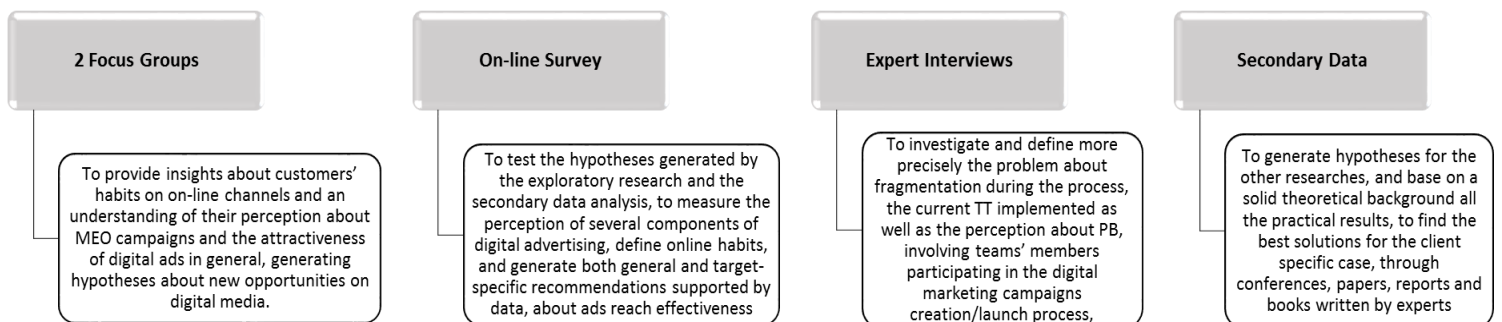 2 Focus Groups
To provide insights about customers’
habits on on-line channels and an
understanding of their perception about
MEO campaigns and the attractiveness
of digital ads in general, generating
hypotheses about new opportunities on
digital media.
On-line Survey
To test the hypotheses generated by
the exploratory research and the
secondary data analysis, to measure the
perception of several components of
digital advertising, define online habits,
and generate both general and target-
specific recommendations supported by
data, about ads reach effectiveness
Expert Interviews
To investigate and define more
precisely the problem about
fragmentation during the process,
the current TT implemented as
well as the perception about PB,
involving teams’ members
participating in the digital
marketing campaigns
creation/launch process,
Secondary Data
To generate hypotheses for the
other researches, and base on a
solid theoretical background all
the practical results, to find the
best solutions for the client
specific case, through
conferences, papers, reports and
books written by experts